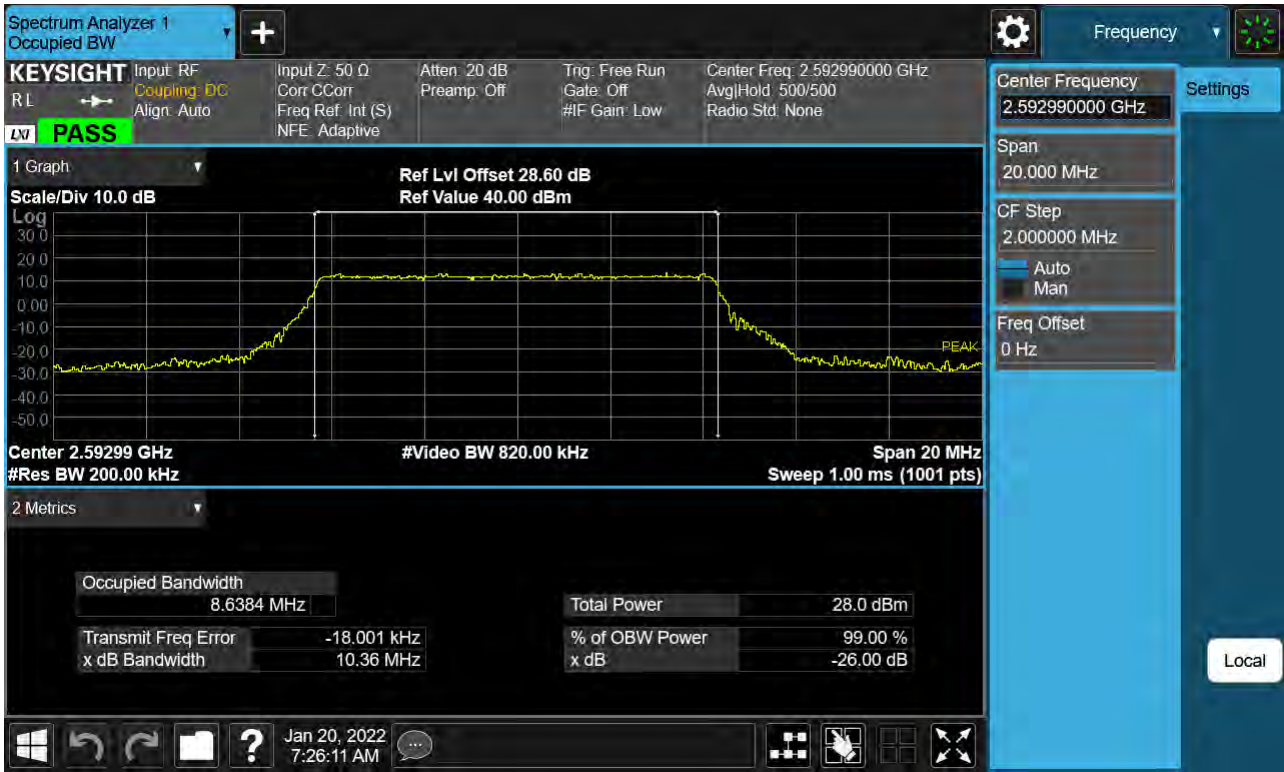 Spectrum Analyzer 1
Occupied BW
+
Frequency
KEYSIGHT
RL
LXI
PASS
Input: RF
Coupling: DC
Align: Auto
Input Z: 50 Ω
Corr CCorr
Freq Ref: Int (S)
NFE: Adaptive
Atten: 20 dB
Preamp: Off
Trig: Free Run
Gate: Off
#IF Gain: Low
Center Freq: 2.592990000 GHz
Avg|Hold: 500/500
Radio Std: None
Center Frequency
2.592990000 GHz
Settings
Span
20.000 MHz
CF Step
2.000000 MHz
Auto
Man
Freq Offset
0 Hz
Local
1 Graph
Scale/Div 10.0 dB
Ref Lvl Offset 28.60 dB
Ref Value 40.00 dBm
Log
30.0
20.0
10.0
0.00
-10.0
-20.0
-30.0
-40.0
-50.0
PEAK
Center 2.59299 GHz
#Video BW 820.00 kHz
Span 20 MHz
#Res BW 200.00 kHz
Sweep 1.00 ms (1001 pts)
2 Metrics
Occupied Bandwidth
8.6384 MHz
Total Power 28.0 dBm
Transmit Freq Error -18.001 kHz
% of OBW Power 99.00 %
x dB Bandwidth 10.36 MHz
x dB -26.00 dB
?
Jan 20, 2022
7:26:11 AM